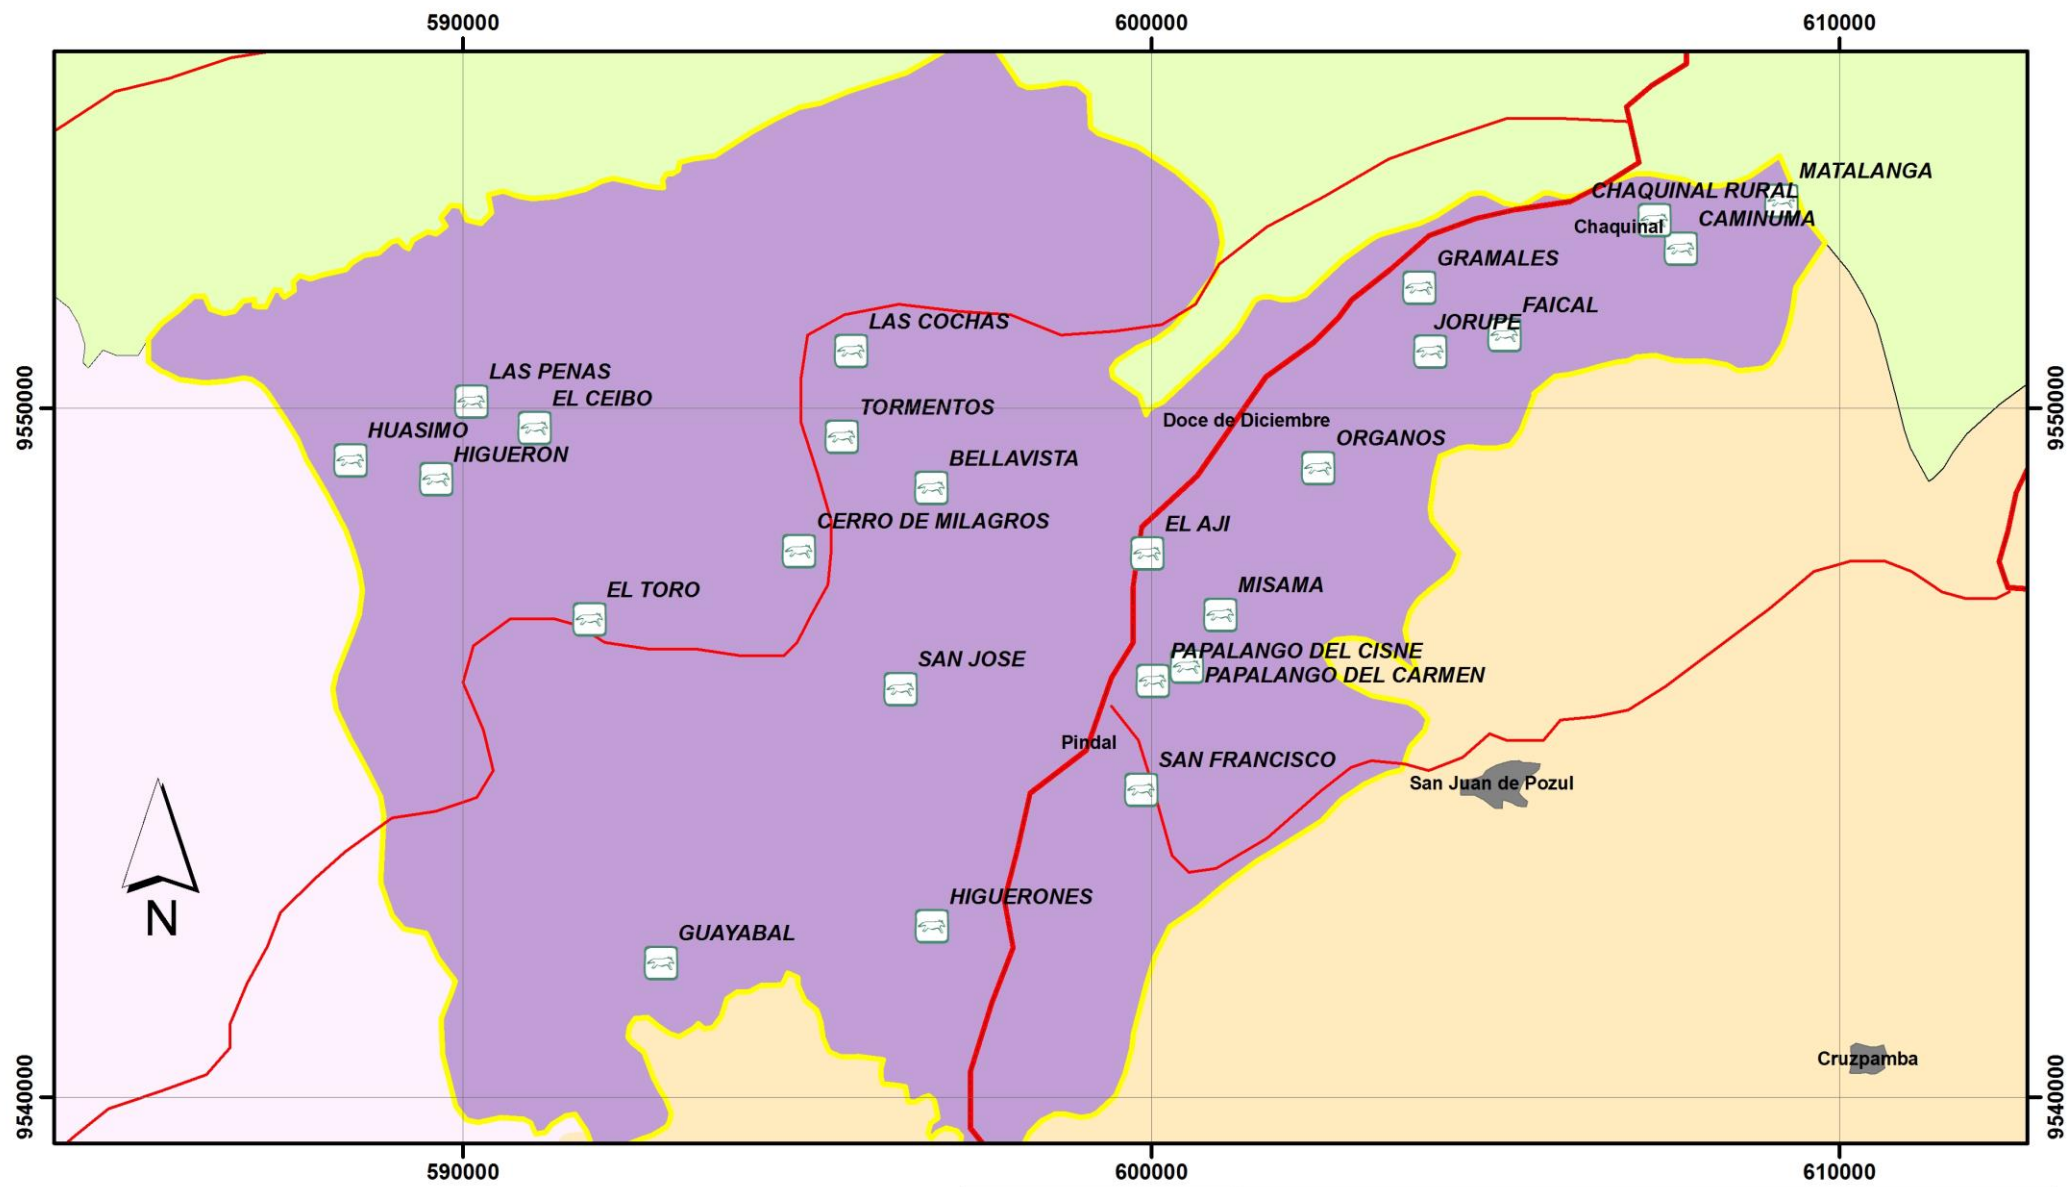 590000
600000
610000
MATALANGA
CHAQUINAL RURAL
CAMINUMA
Chaquinal
GRAMALES
FAICAL
LAS COCHAS
JORUPE
LAS PENAS
EL CEIBO
9550000
9550000
TORMENTOS
Doce de Diciembre
HUASIMO
ORGANOS
HIGUERON
BELLAVISTA
CERRO DE MILAGROS
EL AJI
EL TORO
MISAMA
PAPALANGO DEL CISNE
SAN JOSE
PAPALANGO DEL CARMEN
Pindal
SAN FRANCISCO
San Juan de Pozul
HIGUERONES
N
GUAYABAL
Cruzpamba
9540000
9540000
590000
600000
610000